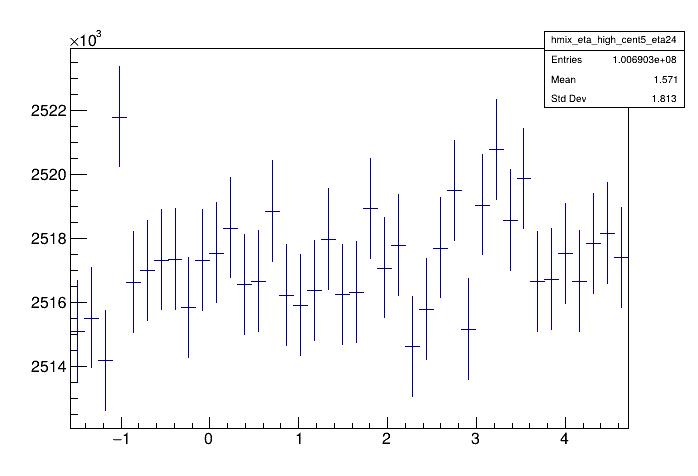 ×10³
hmix_eta_high_cent5_eta24
Entries 1.006903e+08
Mean 1.571
Std Dev 1.813
2522
2520
2518
2516
2514
−1 0 1 2 3 4